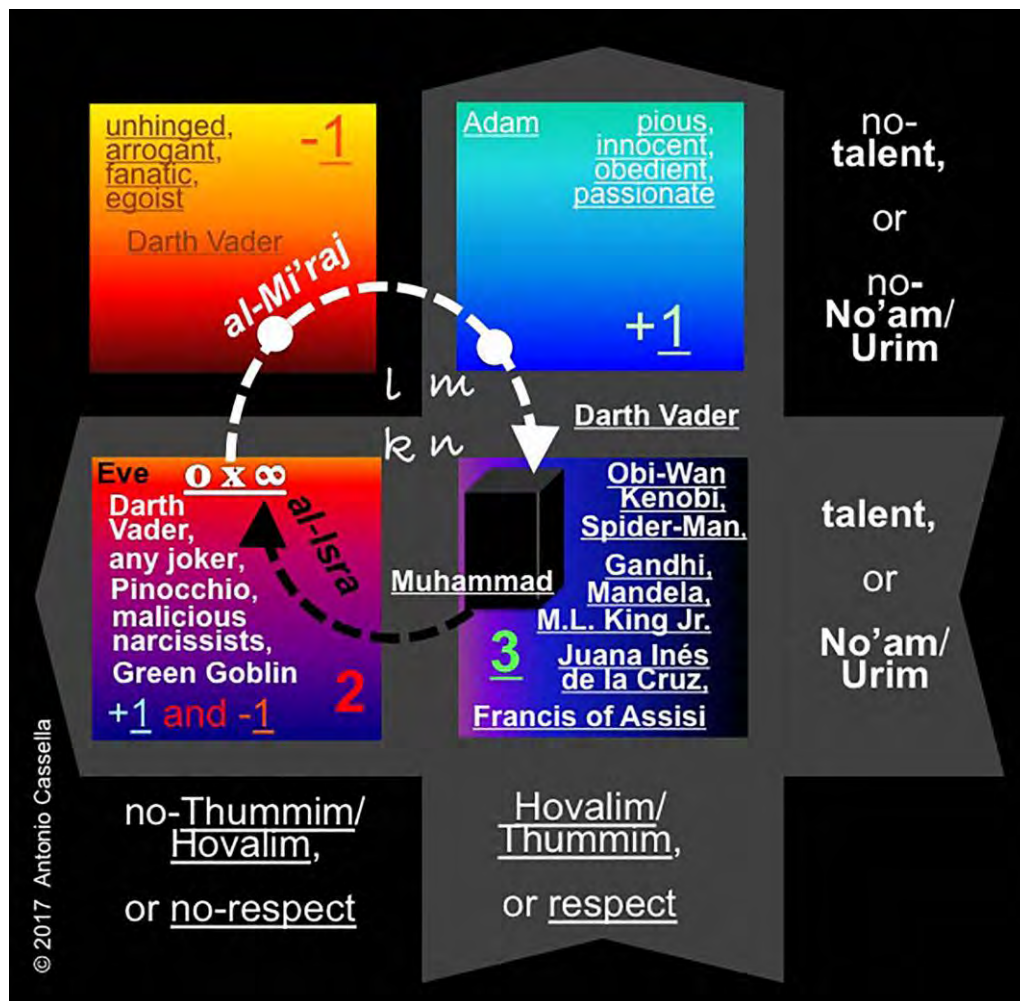 unhinged,
arrogant,
fanatic,
egoist
-1
Darth Vader
Adam
pious,
innocent,
obedient,
passionate
+1
no-
talent,
or
no-
No'am/
Urim
al-Mi'raj
l m
k n
Darth Vader
Eve
o x ∞
Darth
Vader,
any joker,
Pinocchio,
malicious
narcissists,
Green Goblin
+1 and -1
2
al-Isra
Muhammad
Obi-Wan
Kenobi,
Spider-Man,
Gandhi,
Mandela,
M.L. King Jr.
3
Juana Inés
de la Cruz,
Francis of Assisi
talent,
or
No'am/
Urim
no-Thummim/
Hovalim,
or no-respect
Hovalim/
Thummim,
or respect
© 2017 Antonio Cassella